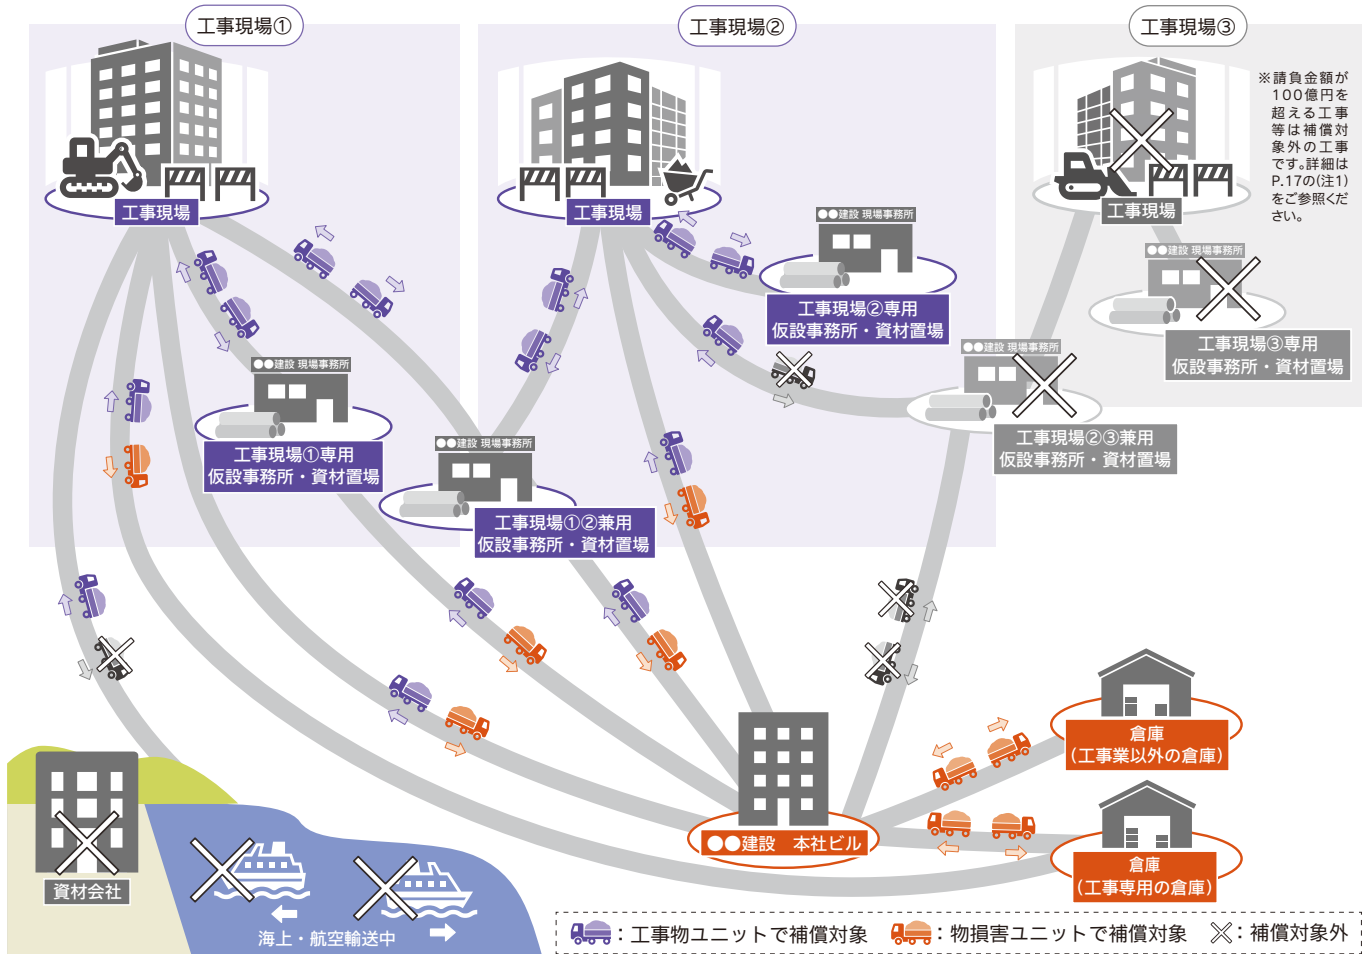 工事現場①
工事現場②
工事現場③
※請負金額が
100億円を
超える工事
等は補償対
象外の工事
です。詳細は
P.17の(注1)
をご参照くだ
さい。
工事現場
工事現場
工事現場
●●建設 現場事務所
工事現場②専用
仮設事務所・資材置場
●●建設 現場事務所
工事現場③専用
仮設事務所・資材置場
●●建設 現場事務所
工事現場①専用
仮設事務所・資材置場
●●建設 現場事務所
工事現場②③兼用
仮設事務所・資材置場
●●建設 現場事務所
工事現場①②兼用
仮設事務所・資材置場
倉庫
(工事業以外の倉庫)
●●建設 本社ビル
倉庫
(工事専用の倉庫)
資材会社
海上・航空輸送中
：工事物ユニットで補償対象 ：物損害ユニットで補償対象 ：補償対象外